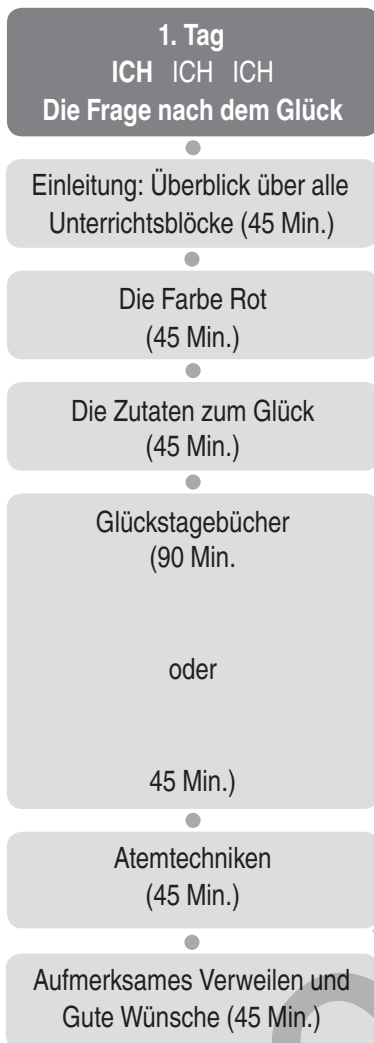 1. Tag
ICH ICH ICH
Die Frage nach dem Glück
Einleitung: Überblick über alle
Unterrichtsblöcke (45 Min.)
Die Farbe Rot
(45 Min.)
Die Zutaten zum Glück
(45 Min.)
Glückstagebücher
(90 Min.
oder
45 Min.)
Atemtechniken
(45 Min.)
Aufmerksames Verweilen und
Gute Wünsche (45 Min.)